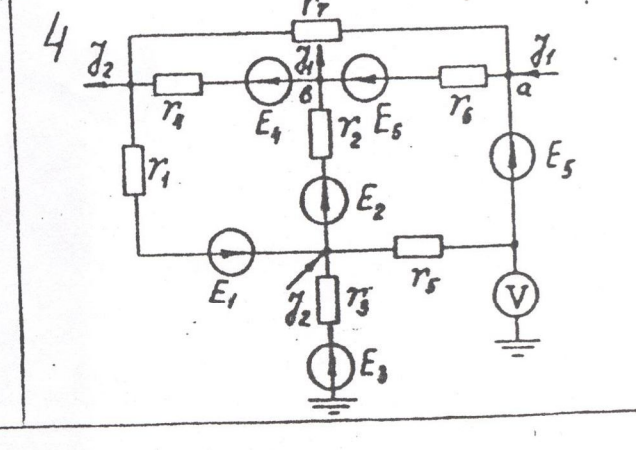 4
r₇
J₂
J₁
J₁
r₄
E₄
в
E₆
r₆
a
r₁
r₂
E₅
E₂
E₁
J₂
r₃
r₅
V
E₃